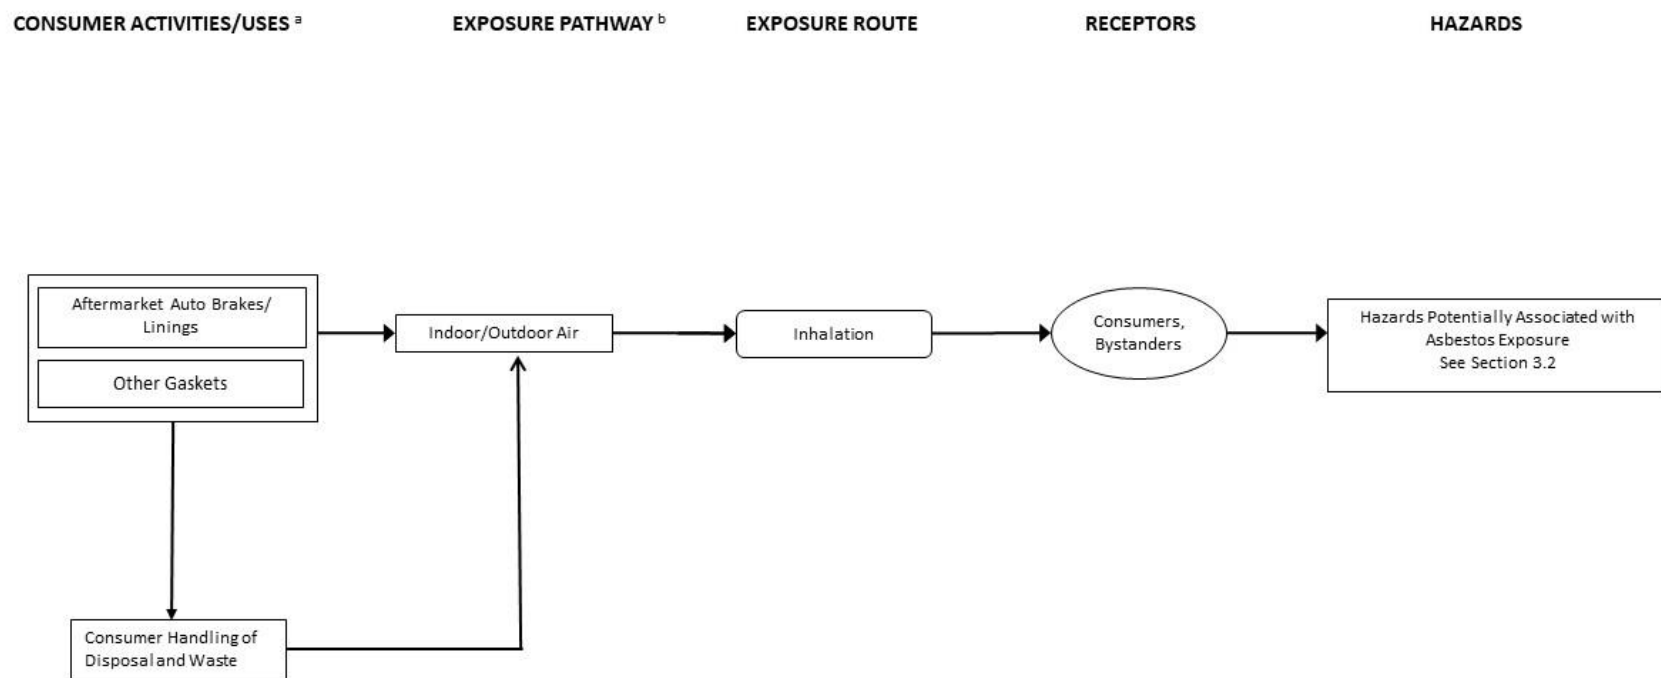 CONSUMER ACTIVITIES/USES a
EXPOSURE PATHWAY b
EXPOSURE ROUTE
RECEPTORS
HAZARDS
Aftermarket Auto Brakes/
Linings
Other Gaskets
Indoor/Outdoor Air
Inhalation
Consumers,
Bystanders
Hazards Potentially Associated with
Asbestos Exposure
See Section 3.2
Consumer Handling of
Disposal and Waste